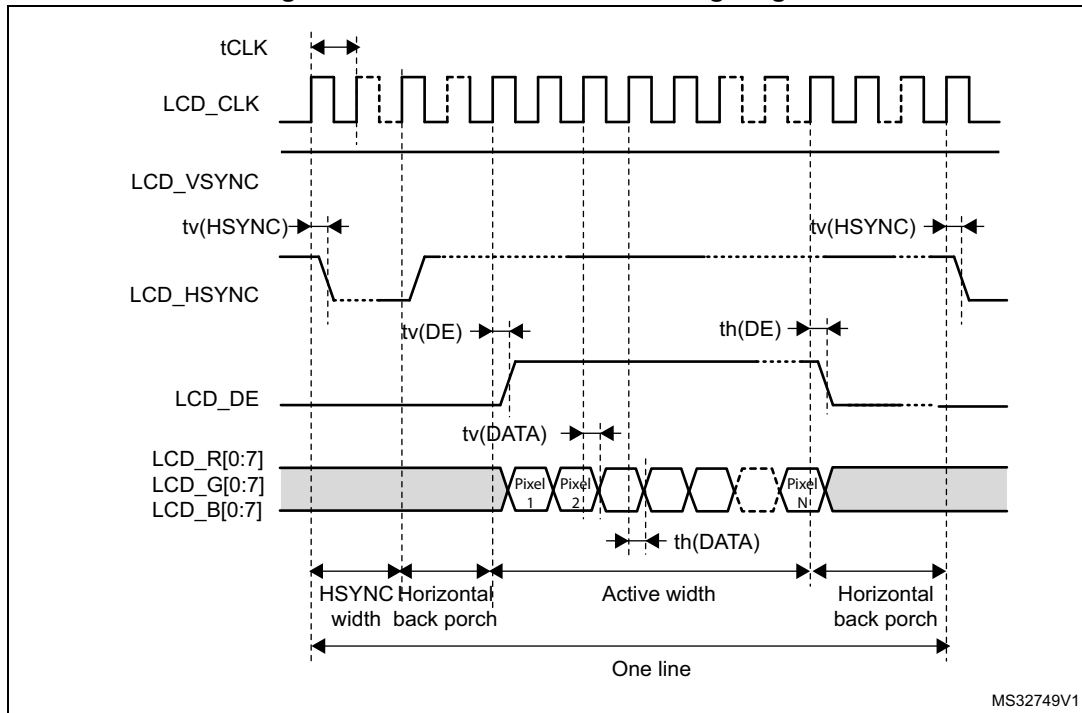 tCLK
LCD_CLK
LCD_VSYNC
tv(HSYNC)
tv(HSYNC)
LCD_HSYNC
tv(DE)
th(DE)
LCD_DE
tv(DATA)
LCD_R[0:7]
LCD_G[0:7]
LCD_B[0:7]
Pixel
1
Pixel
2
Pixel
N
th(DATA)
HSYNC
width
Horizontal
back porch
Active width
Horizontal
back porch
One line
MS32749V1